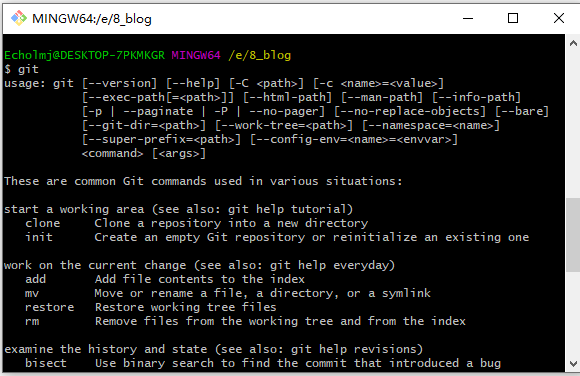 MINGW64:/e/8_blog
Echolmj@DESKTOP-7PKMKGR MINGW64 /e/8_blog
$ git
usage: git [--version] [--help] [-C <path>] [-c <name>=<value>]
           [--exec-path[=<path>]] [--html-path] [--man-path] [--info-path]
           [-p | --paginate | -P | --no-pager] [--no-replace-objects] [--bare]
           [--git-dir=<path>] [--work-tree=<path>] [--namespace=<name>]
           [--super-prefix=<path>] [--config-env=<name>=<envvar>]
           <command> [<args>]
These are common Git commands used in various situations:
start a working area (see also: git help tutorial)
   clone     Clone a repository into a new directory
   init      Create an empty Git repository or reinitialize an existing one
work on the current change (see also: git help everyday)
   add       Add file contents to the index
   mv        Move or rename a file, a directory, or a symlink
   restore   Restore working tree files
   rm        Remove files from the working tree and from the index
examine the history and state (see also: git help revisions)
   bisect    Use binary search to find the commit that introduced a bug